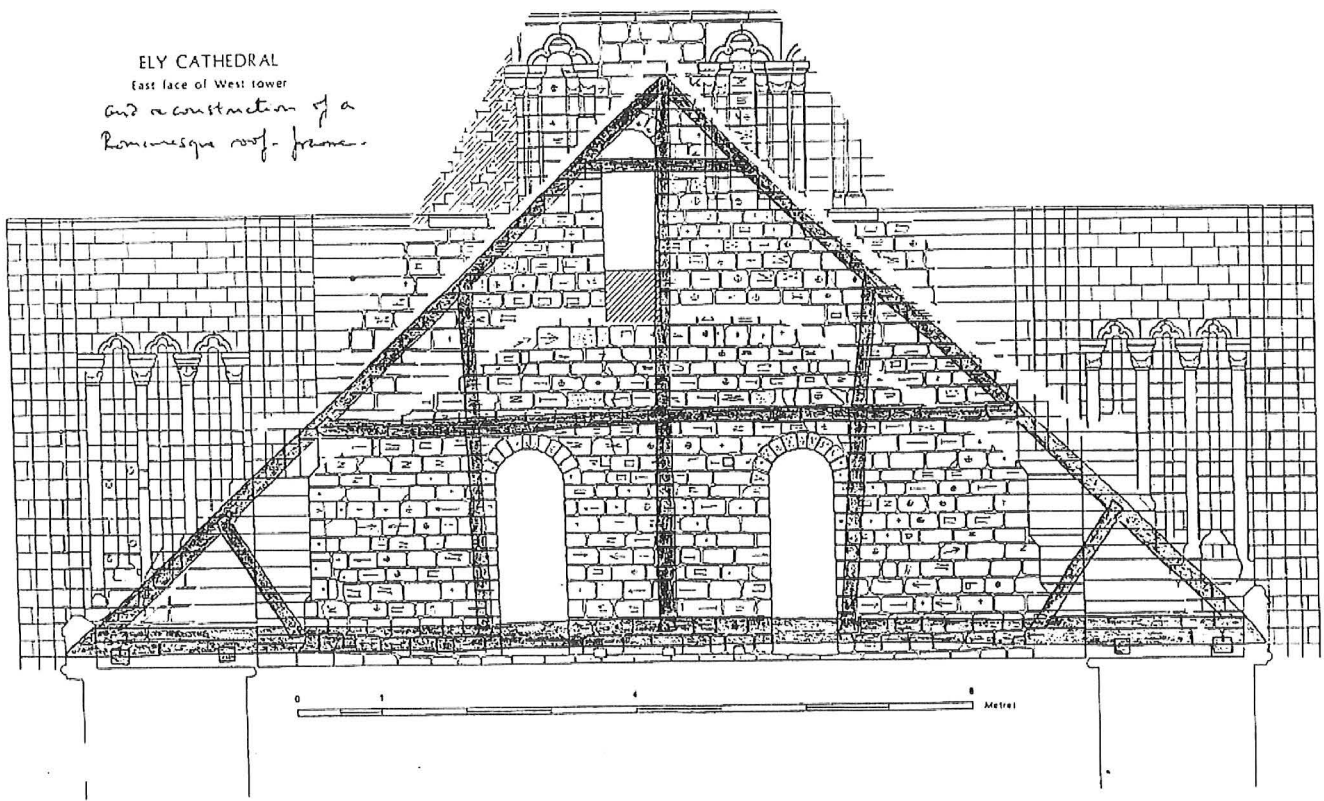 ELY CATHEDRAL
East face of West tower
and reconstruction of a
Romanesque roof-frame.
0 1 4 8 Metres